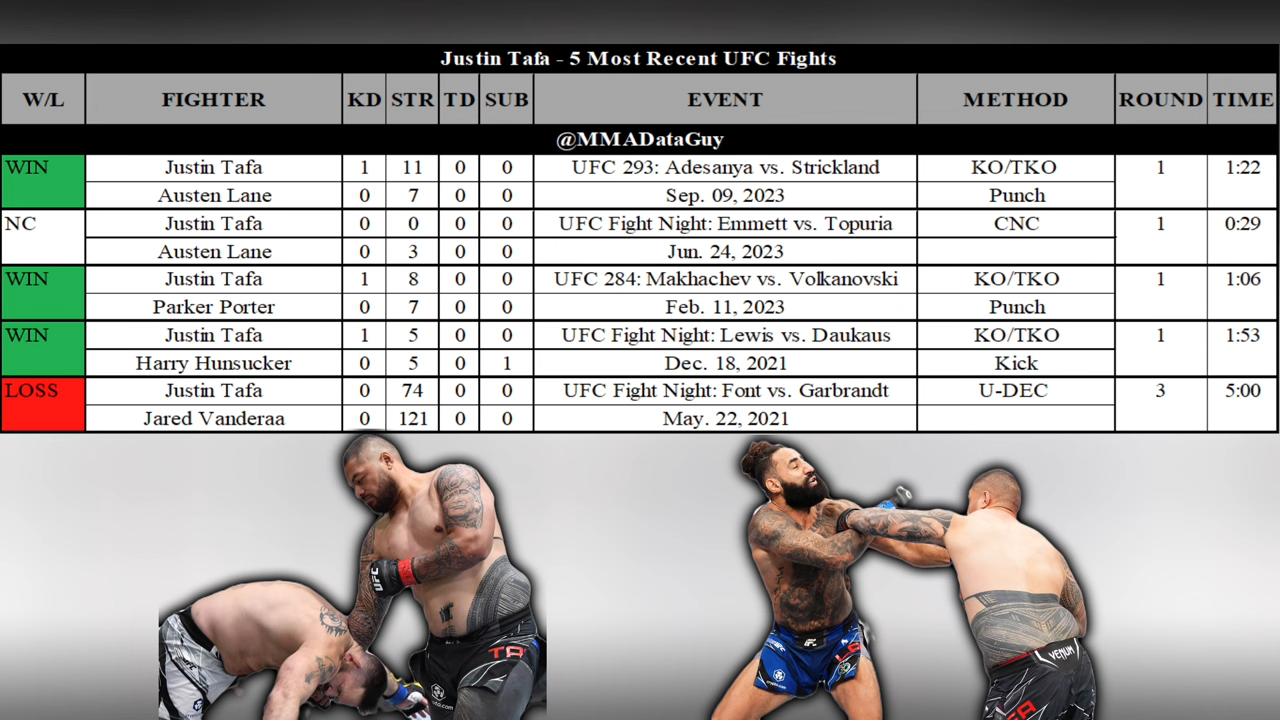 Justin Tafa - 5 Most Recent UFC Fights
W/L FIGHTER KD STR TD SUB EVENT METHOD ROUND TIME
@MMADataGuy
WIN Justin Tafa 1 11 0 0 UFC 293: Adesanya vs. Strickland KO/TKO 1 1:22
Austen Lane 0 7 0 0 Sep. 09, 2023 Punch
NC Justin Tafa 0 0 0 0 UFC Fight Night: Emmett vs. Topuria CNC 1 0:29
Austen Lane 0 3 0 0 Jun. 24, 2023
WIN Justin Tafa 1 8 0 0 UFC 284: Makhachev vs. Volkanovski KO/TKO 1 1:06
Parker Porter 0 7 0 0 Feb. 11, 2023 Punch
WIN Justin Tafa 1 5 0 0 UFC Fight Night: Lewis vs. Daukaus KO/TKO 1 1:53
Harry Hunsucker 0 5 0 1 Dec. 18, 2021 Kick
LOSS Justin Tafa 0 74 0 0 UFC Fight Night: Font vs. Garbrandt U-DEC 3 5:00
Jared Vanderaa 0 121 0 0 May. 22, 2021
UFC
VENUM